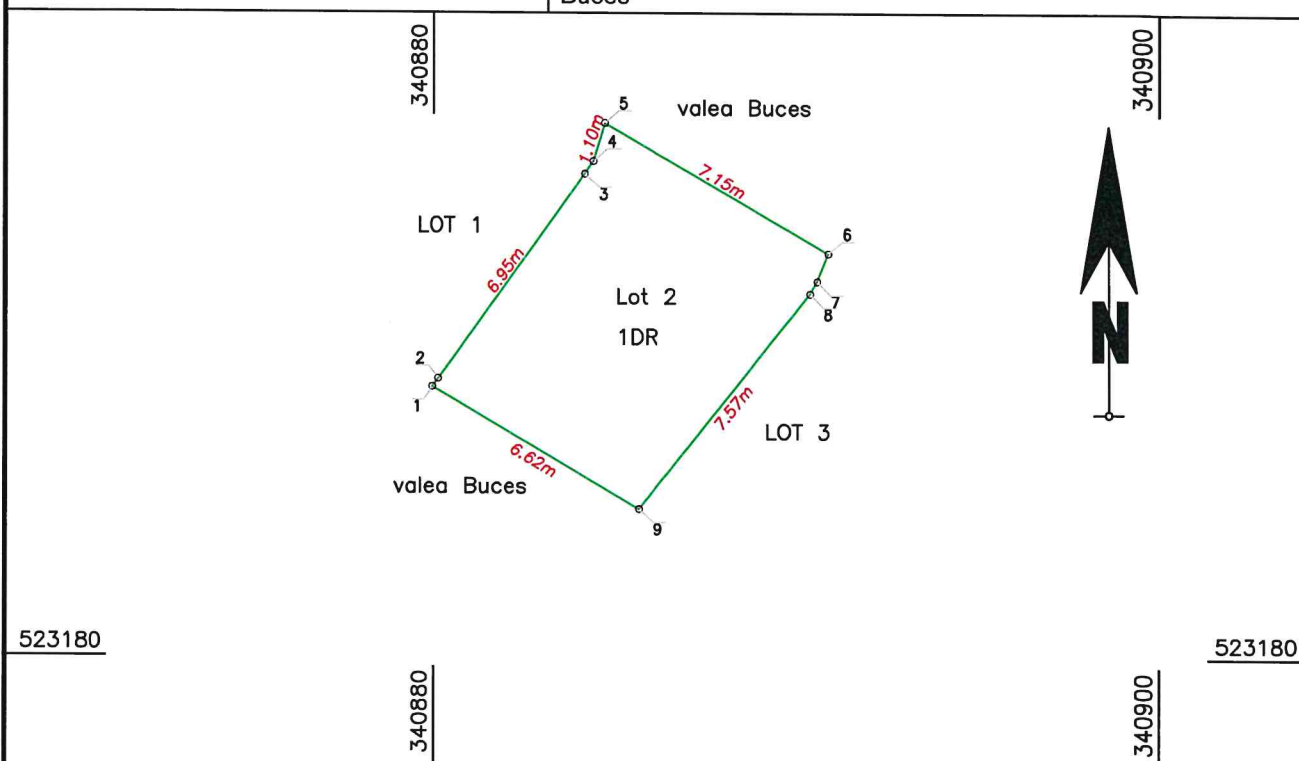 Buces
340880
340900
5
valea Buces
1.10m
4
7.15m
3
LOT 1
6
6.95m
7
Lot 2
8
1DR
N
2
1
7.57m
LOT 3
6.62m
valea Buces
9
523180
523180
340880
340900